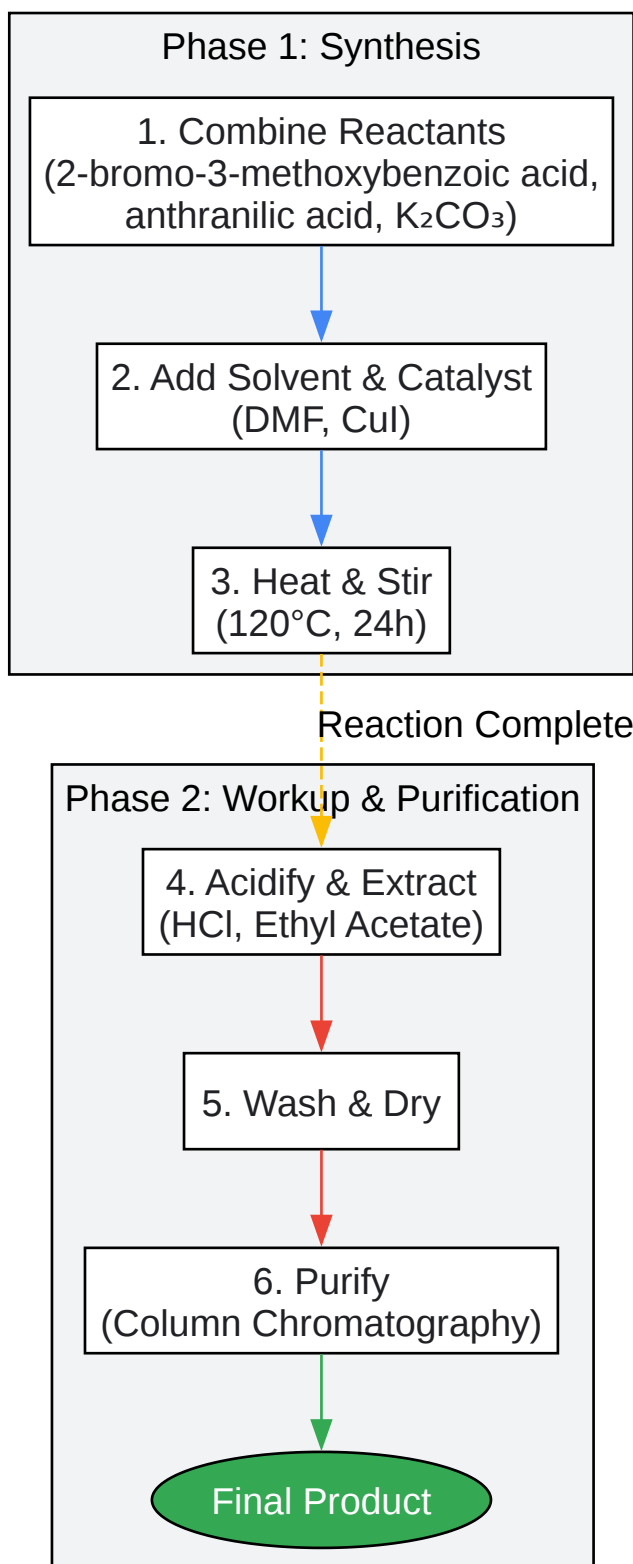 Phase 1: Synthesis
1. Combine Reactants
(2-bromo-3-methoxybenzoic acid,
anthranilic acid, K₂CO₃)
2. Add Solvent & Catalyst
(DMF, CuI)
3. Heat & Stir
(120°C, 24h)
Reaction Complete
Phase 2: Workup & Purification
4. Acidify & Extract
(HCl, Ethyl Acetate)
5. Wash & Dry
6. Purify
(Column Chromatography)
Final Product